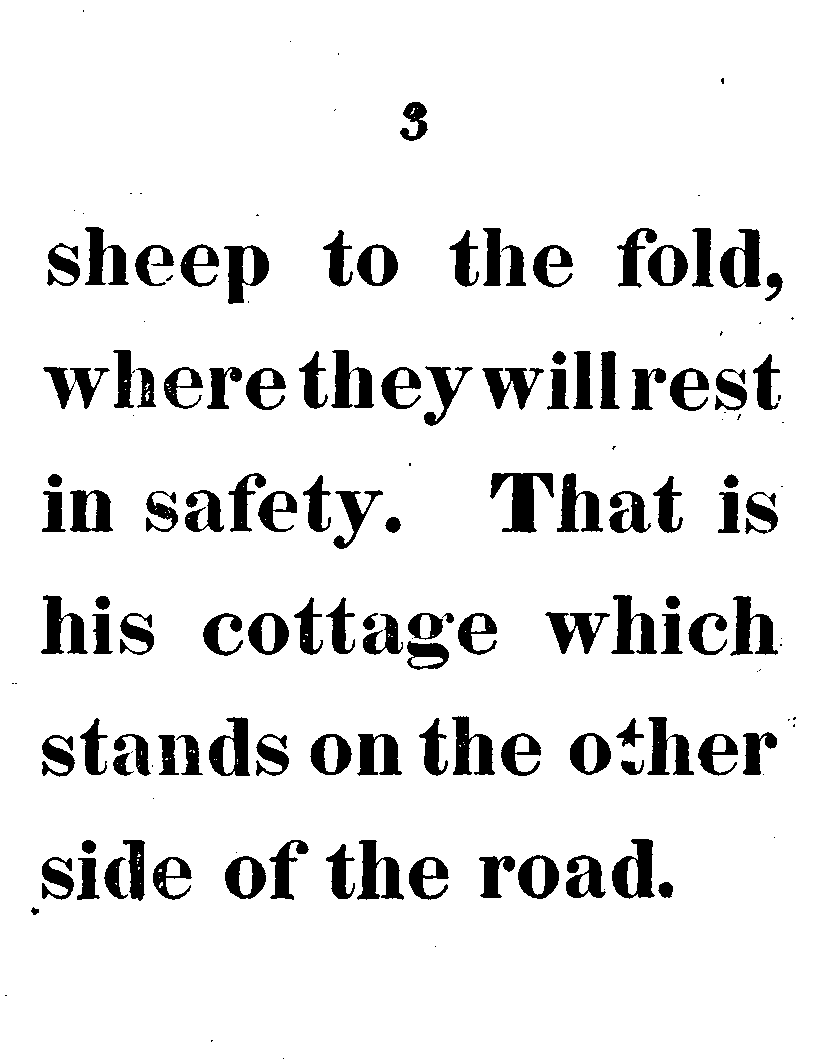 3
sheep to the fold,
where they will rest
in safety. That is
his cottage which
stands on the other
side of the road.